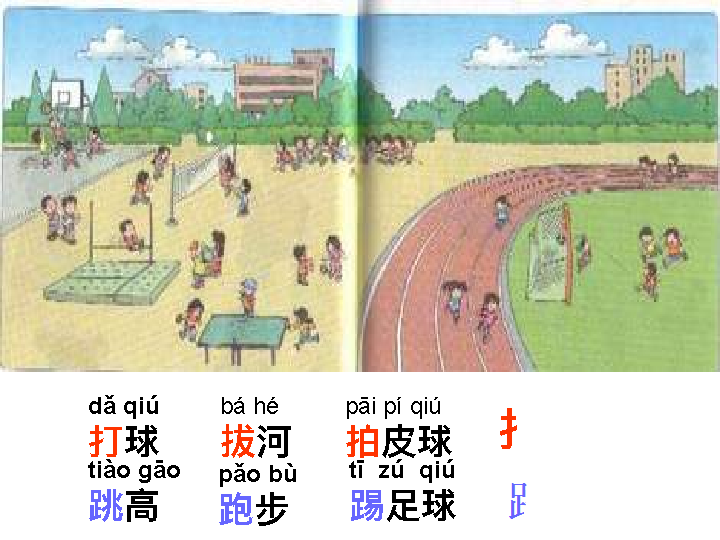 dǎ qiú bá hé pāi pí qiú
打球 拔河 拍皮球 扌
tiào gāo pǎo bù tī zú qiú
跳高 跑步 踢足球 𧾷